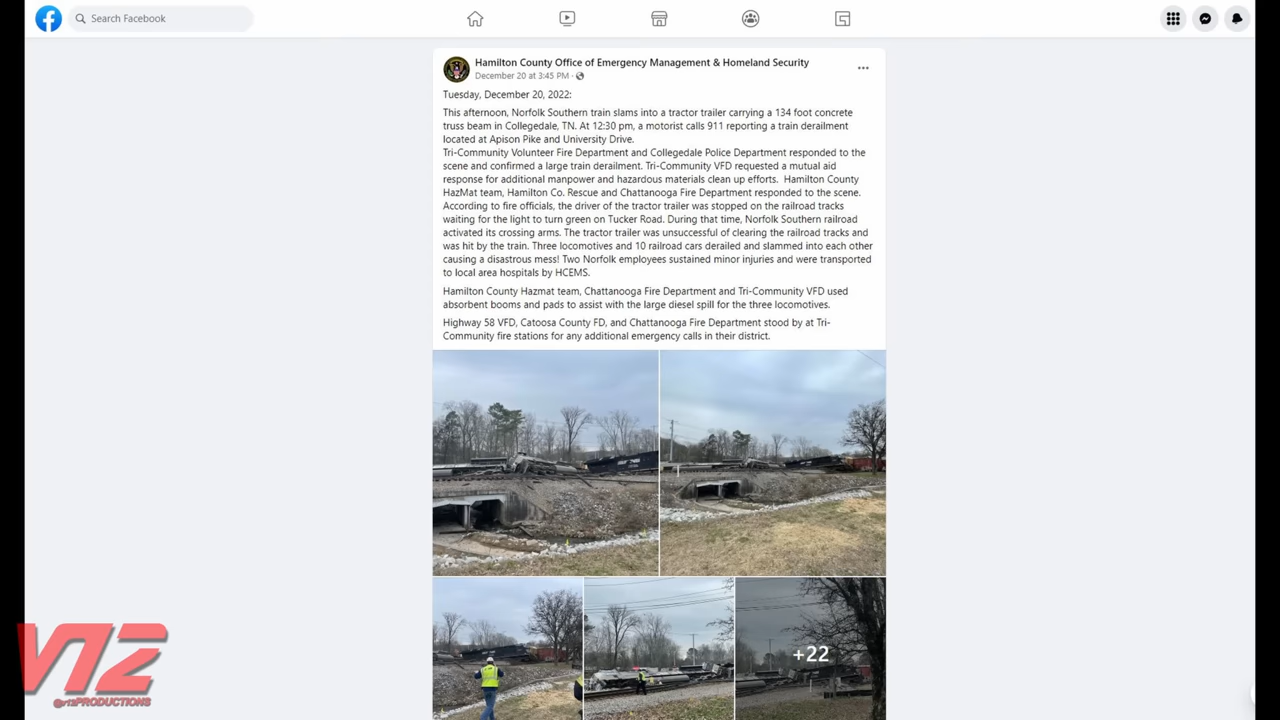 Search Facebook
Hamilton County Office of Emergency Management & Homeland Security
December 20 at 3:45 PM ·
Tuesday, December 20, 2022:
This afternoon, Norfolk Southern train slams into a tractor trailer carrying a 134 foot concrete
truss beam in Collegedale, TN. At 12:30 pm, a motorist calls 911 reporting a train derailment
located at Apison Pike and University Drive.
Tri-Community Volunteer Fire Department and Collegedale Police Department responded to the
scene and confirmed a large train derailment. Tri-Community VFD requested a mutual aid
response for additional manpower and hazardous materials clean up efforts. Hamilton County
HazMat team, Hamilton Co. Rescue and Chattanooga Fire Department responded to the scene.
According to fire officials, the driver of the tractor trailer was stopped on the railroad tracks
waiting for the light to turn green on Tucker Road. During that time, Norfolk Southern railroad
activated its crossing arms. The tractor trailer was unsuccessful of clearing the railroad tracks and
was hit by the train. Three locomotives and 10 railroad cars derailed and slammed into each other
causing a disastrous mess! Two Norfolk employees sustained minor injuries and were transported
to local area hospitals by HCEMS.
Hamilton County Hazmat team, Chattanooga Fire Department and Tri-Community VFD used
absorbent booms and pads to assist with the large diesel spill for the three locomotives.
Highway 58 VFD, Catoosa County FD, and Chattanooga Fire Department stood by at Tri-
Community fire stations for any additional emergency calls in their district.
+22
V12
@v12PRODUCTIONS